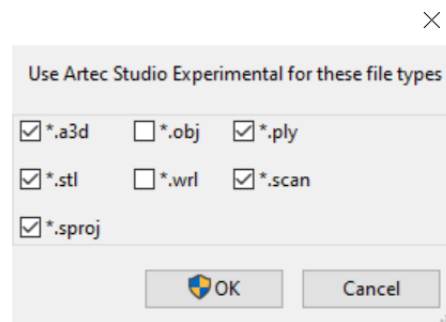 Use Artec Studio Experimental for these file types
*.a3d *.obj *.ply
*.stl *.wrl *.scan
*.sproj
OK Cancel